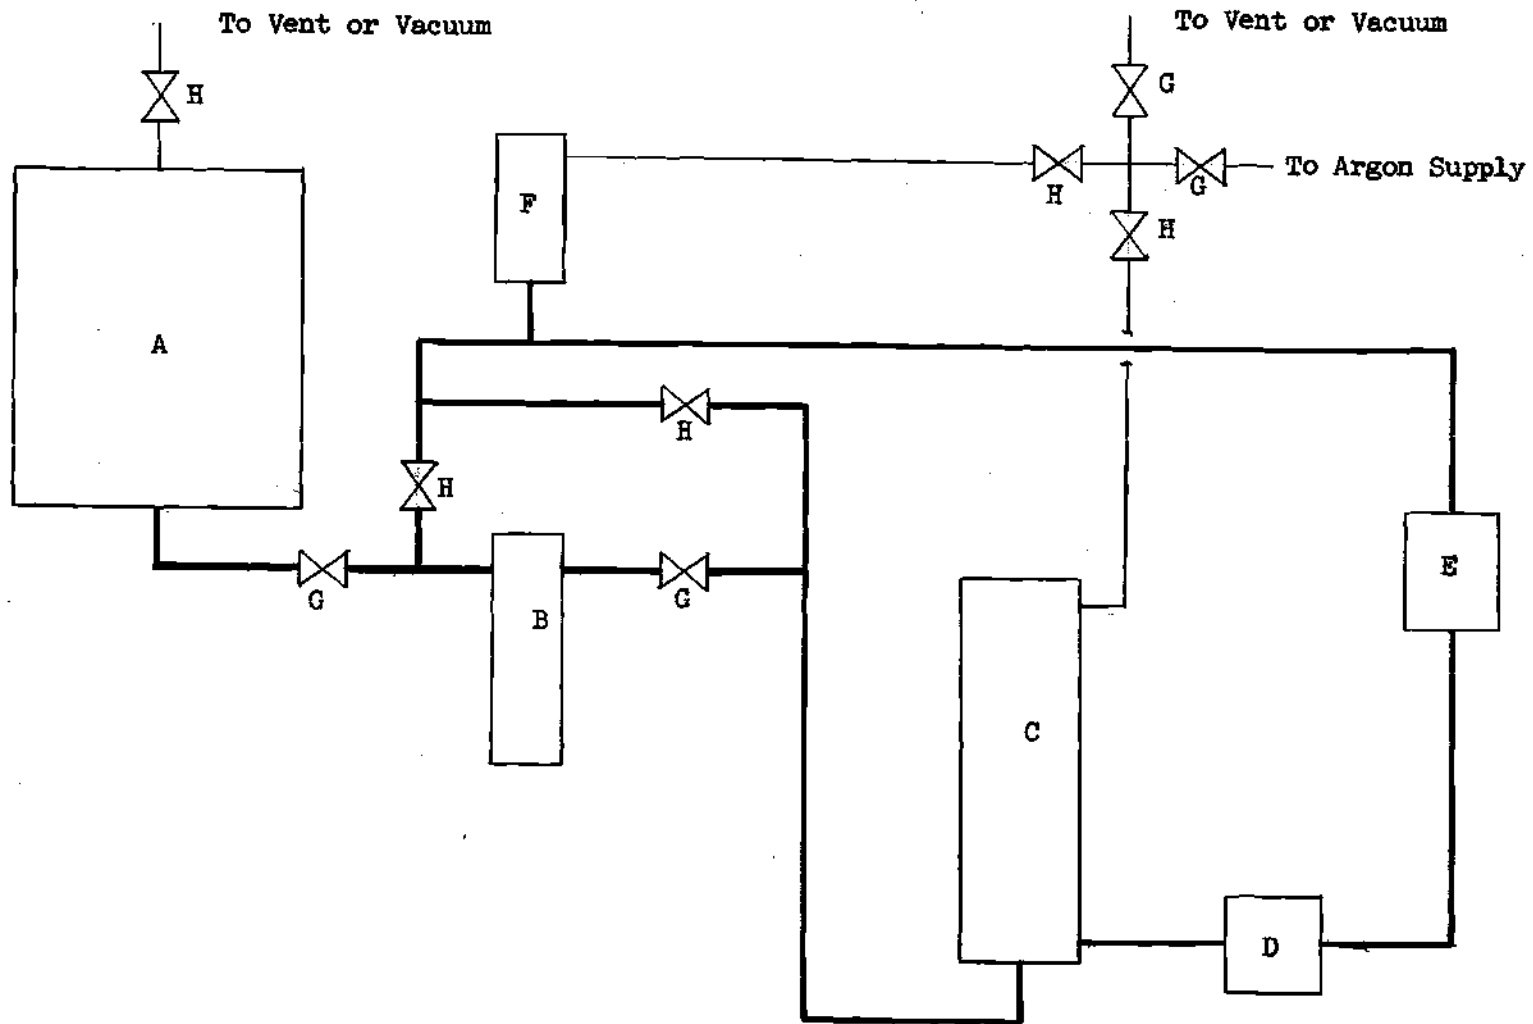 To Vent or Vacuum
To Vent or Vacuum
H
G
F
H
G
To Argon Supply
H
A
H
H
G
B
G
E
C
D